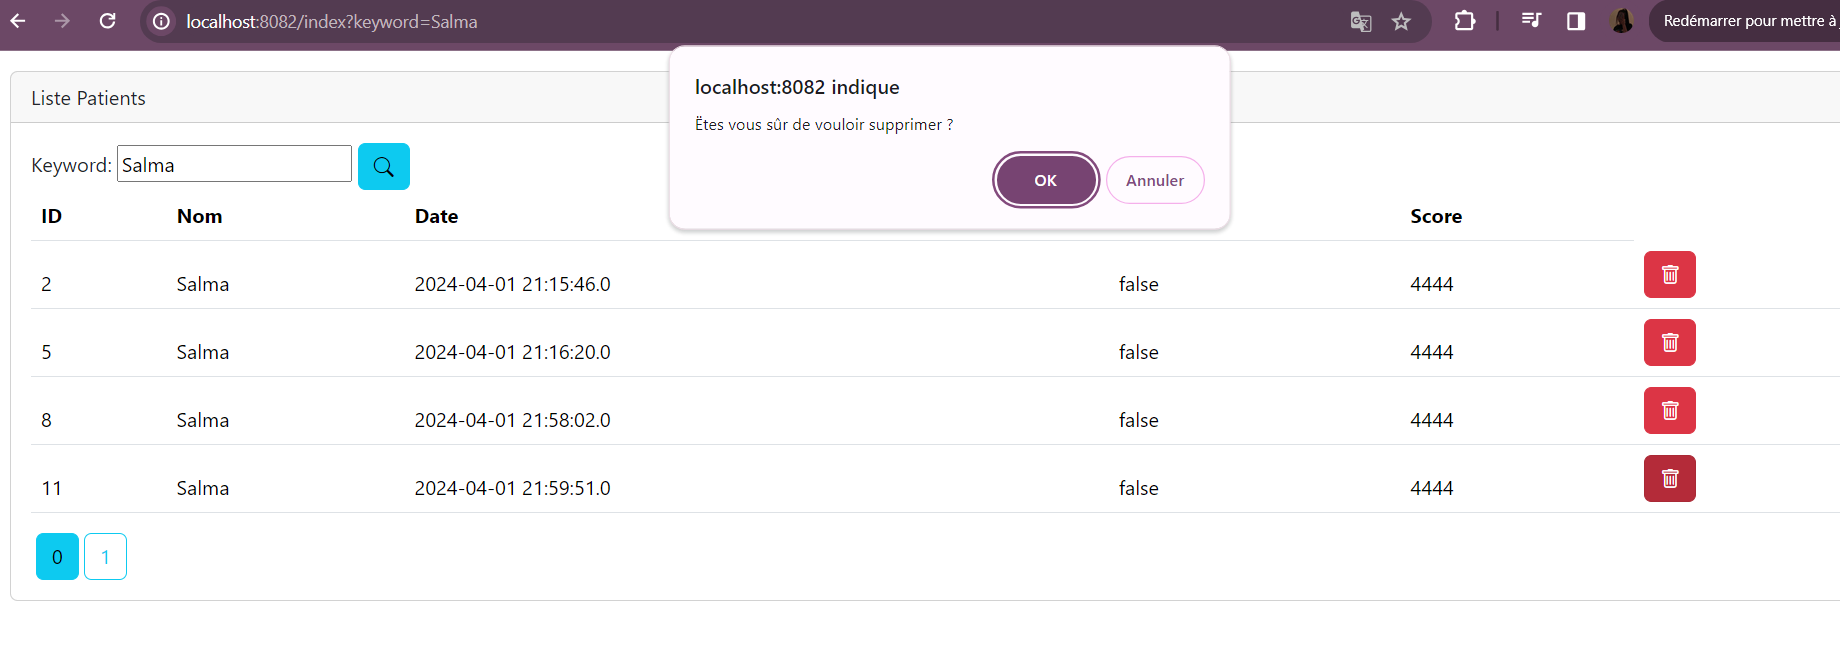 localhost:8082/index?keyword=Salma
Redémarrer pour mettre à
localhost:8082 indique
Ëtes vous sûr de vouloir supprimer ?
OK Annuler
Liste Patients
Keyword: Salma
ID Nom Date Score
2 Salma 2024-04-01 21:15:46.0 false 4444
5 Salma 2024-04-01 21:16:20.0 false 4444
8 Salma 2024-04-01 21:58:02.0 false 4444
11 Salma 2024-04-01 21:59:51.0 false 4444
0 1